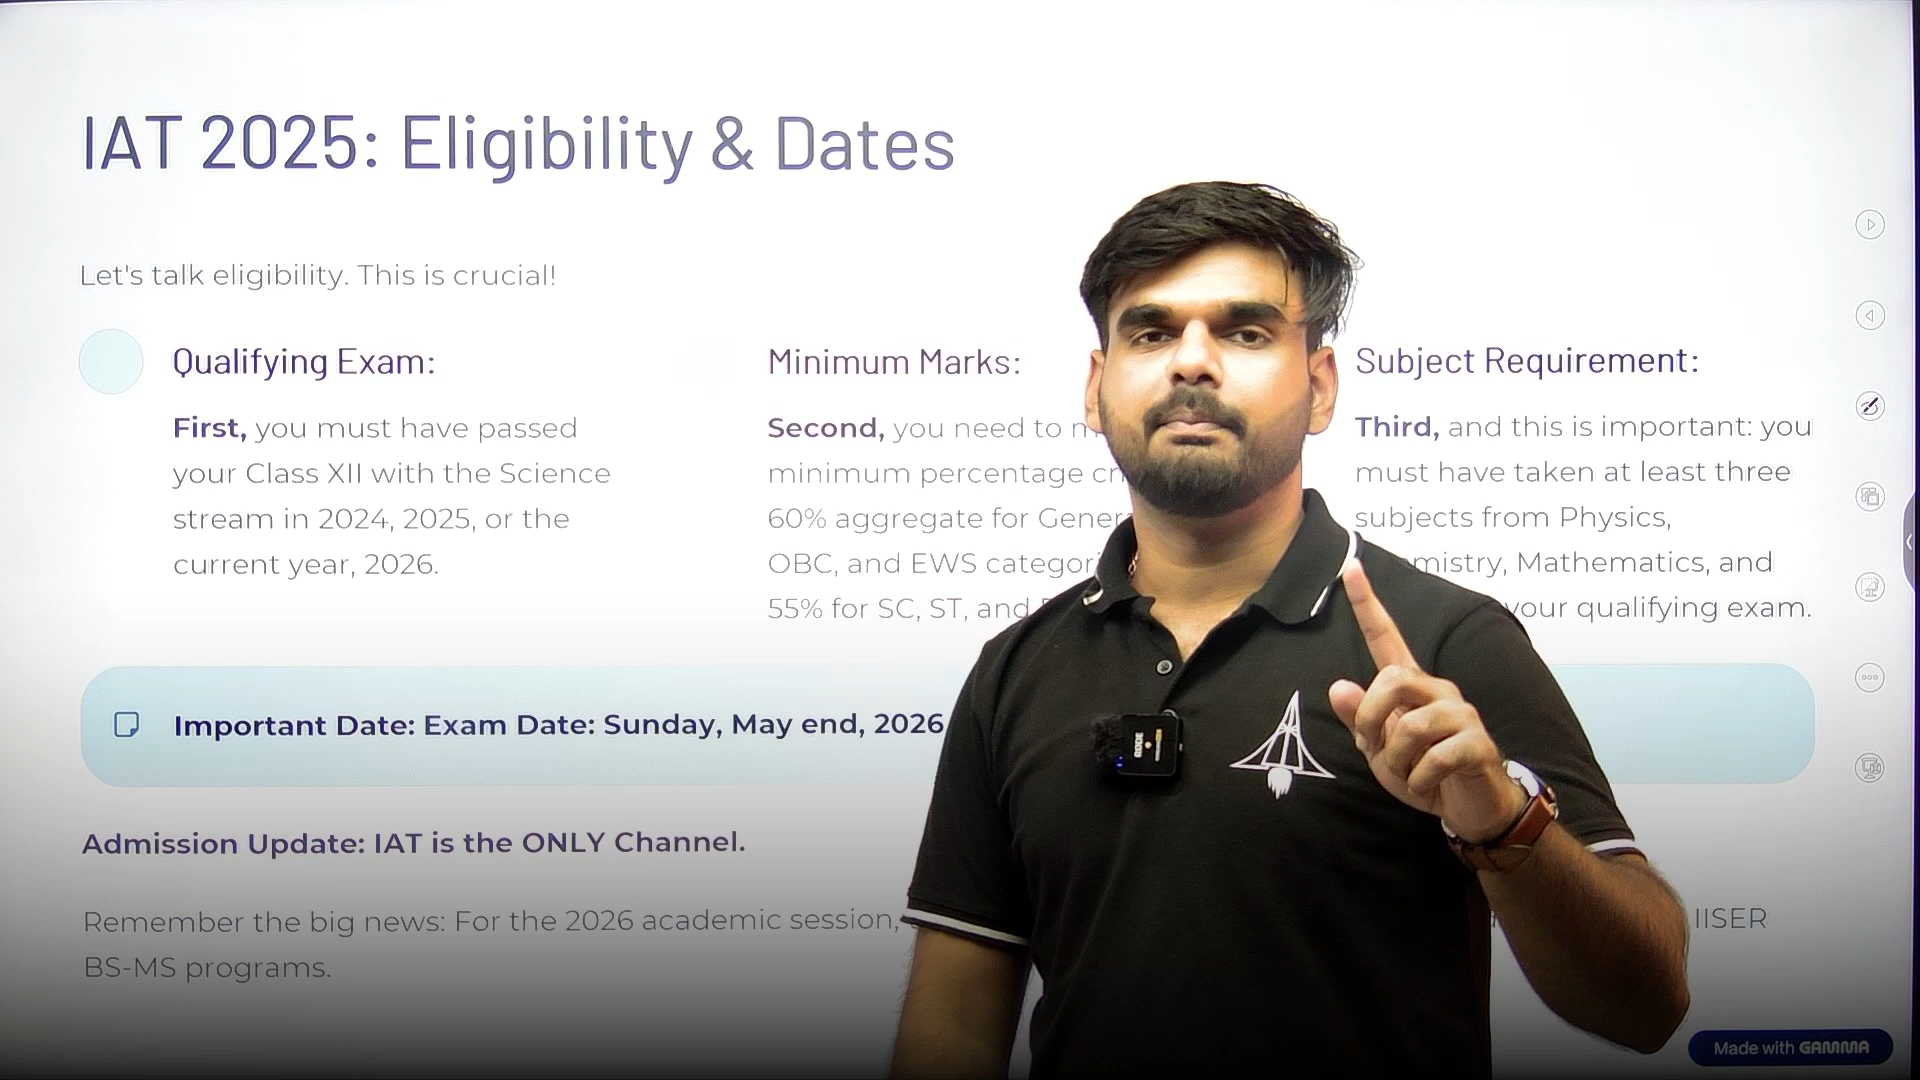 IAT 2025: Eligibility & Dates
Let's talk eligibility. This is crucial!
Qualifying Exam:
First, you must have passed
your Class XII with the Science
stream in 2024, 2025, or the
current year, 2026.
Minimum Marks:
Second, you need to
minimum percentage
60% aggregate for
OBC, and EWS
55% for SC, ST, and
Subject Requirement:
Third, and this is important: you
must have taken at least three
subjects from Physics,
Mathematics, and
your qualifying exam.
Important Date: Exam Date: Sunday, May end, 2026
RØDE
Admission Update: IAT is the ONLY Channel.
Remember the big news: For the 2026 academic session, IISER
BS-MS programs.
Made with GAMMA